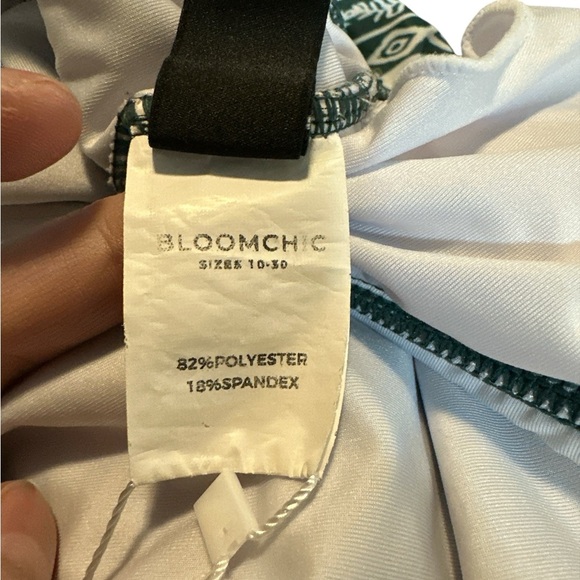 BLOOMCHIC
SIZES 10-30
82%POLYESTER
18%SPANDEX